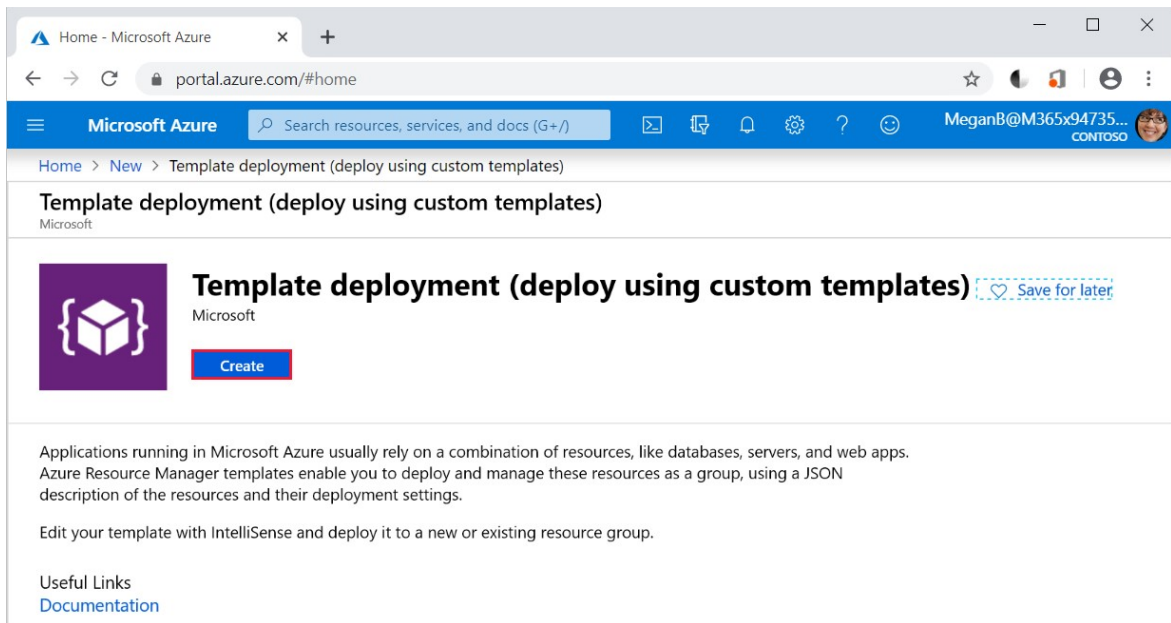 Home - Microsoft Azure
portal.azure.com/#home
Microsoft Azure
Search resources, services, and docs (G+/)
MeganB@M365x94735...
CONTOSO
Home > New > Template deployment (deploy using custom templates)
Template deployment (deploy using custom templates)
Microsoft
Template deployment (deploy using custom templates)
Save for later
Microsoft
Create
Applications running in Microsoft Azure usually rely on a combination of resources, like databases, servers, and web apps.
Azure Resource Manager templates enable you to deploy and manage these resources as a group, using a JSON
description of the resources and their deployment settings.
Edit your template with IntelliSense and deploy it to a new or existing resource group.
Useful Links
Documentation